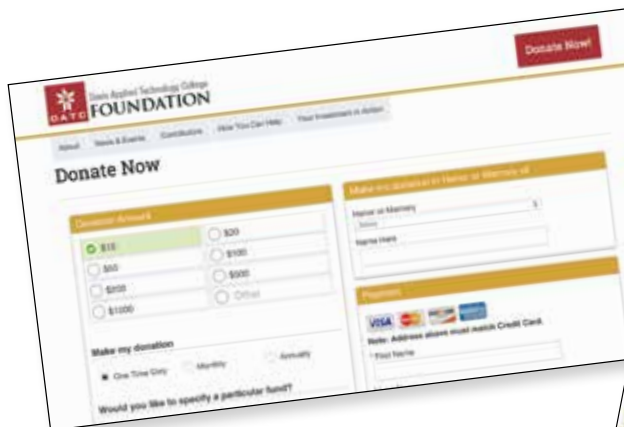 Donate Now!
DATC
Davis Applied Technology College
FOUNDATION
About News & Events Contributors How You Can Help Your Investment in Action
Donate Now
Donation Amount
$10
$20
$50
$100
$200
$500
$1000
Other
Make my donation
One Time Only Monthly Annually
Would you like to specify a particular fund?
Make my donation in Honor or Memory of
Honor or Memory
None
Name Here
Payment
VISA
Note: Address above must match Credit Card.
*First Name